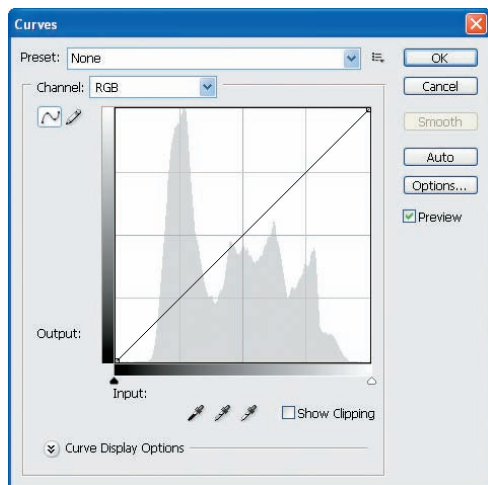 Curves
Preset: None
OK
Channel: RGB
Cancel
Smooth
Auto
Options...
Preview
Output:
Input:
Show Clipping
Curve Display Options